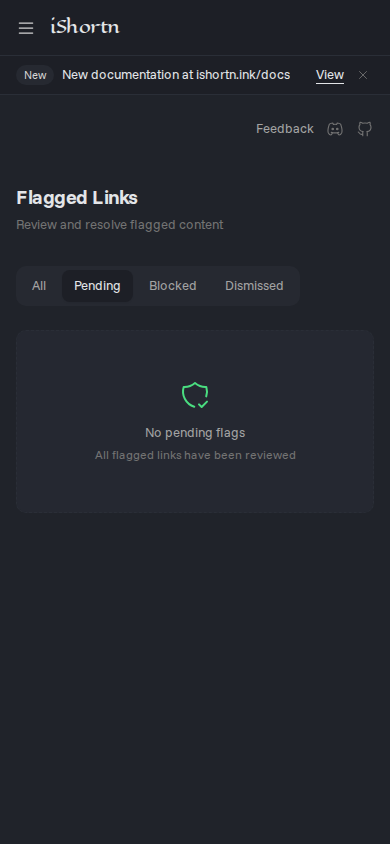 iShortn
New New documentation at ishortn.ink/docs View
Feedback
Flagged Links
Review and resolve flagged content
All Pending Blocked Dismissed
No pending flags
All flagged links have been reviewed